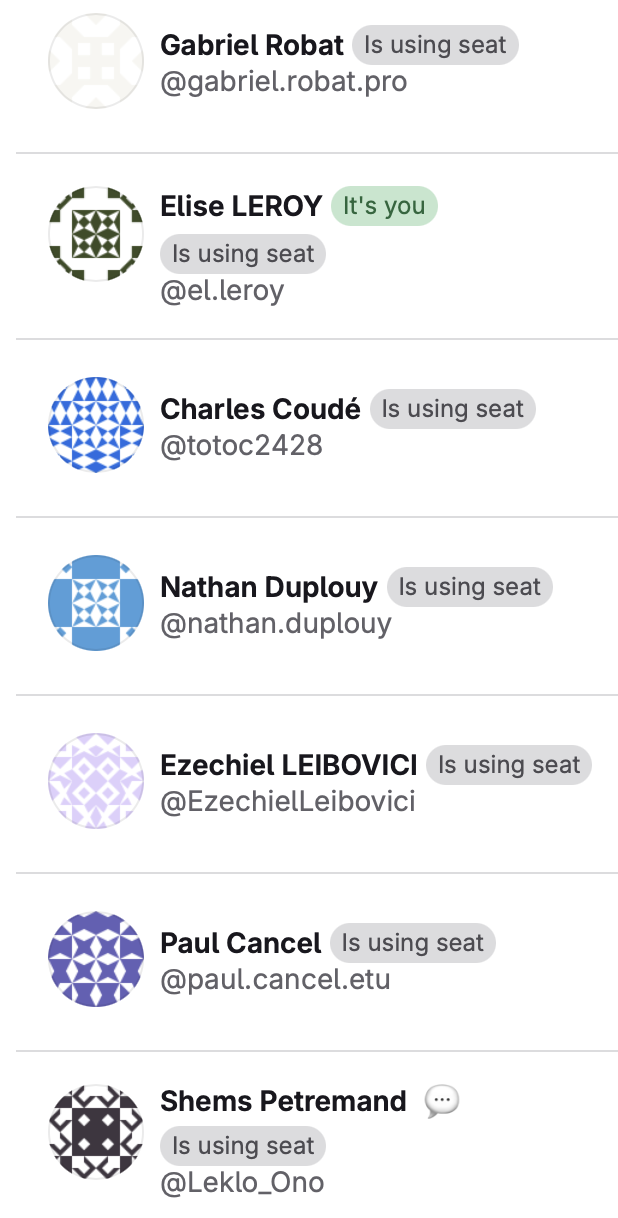 Gabriel Robat Is using seat
@gabriel.robat.pro
Elise LEROY It's you
Is using seat
@el.leroy
Charles Coudé Is using seat
@totoc2428
Nathan Duplouy Is using seat
@nathan.duplouy
Ezechiel LEIBOVICI Is using seat
@EzechielLeibovici
Paul Cancel Is using seat
@paul.cancel.etu
Shems Petremand 💬
Is using seat
@Leklo_Ono